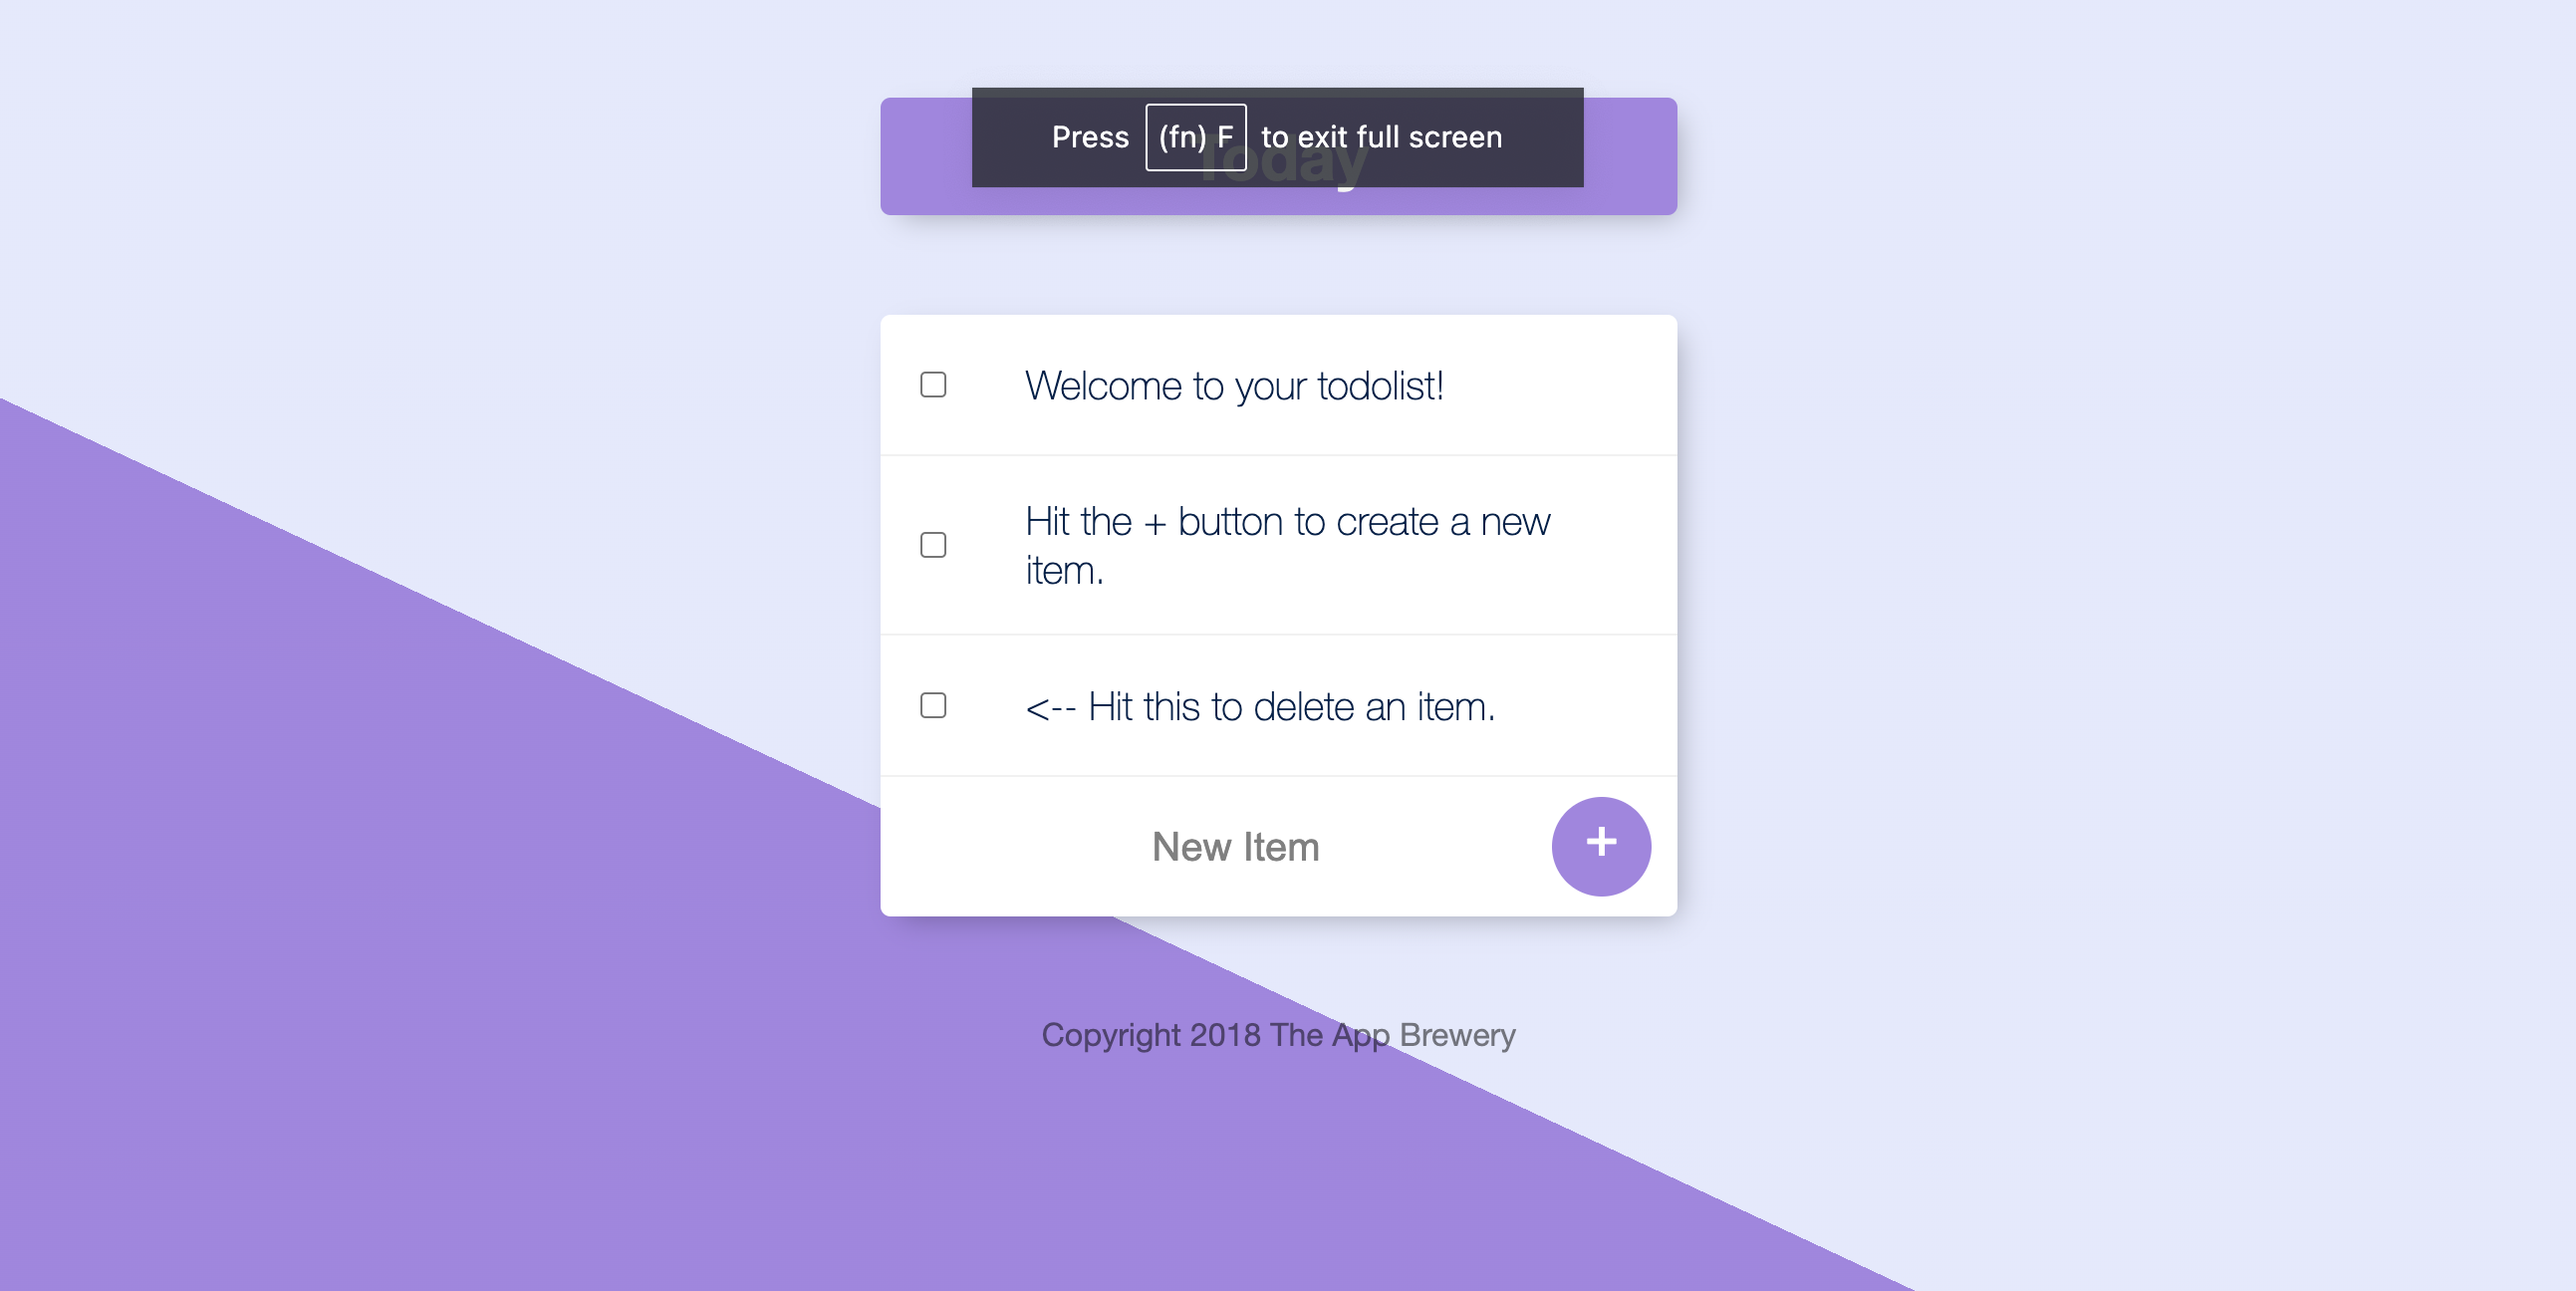 Today
Press (fn) F to exit full screen
Welcome to your todolist!
Hit the + button to create a new
item.
<-- Hit this to delete an item.
New Item
+
Copyright 2018 The App Brewery